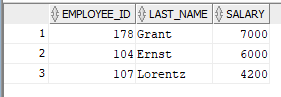 EMPLOYEE_ID LAST_NAME SALARY
1 178 Grant 7000
2 104 Ernst 6000
3 107 Lorentz 4200